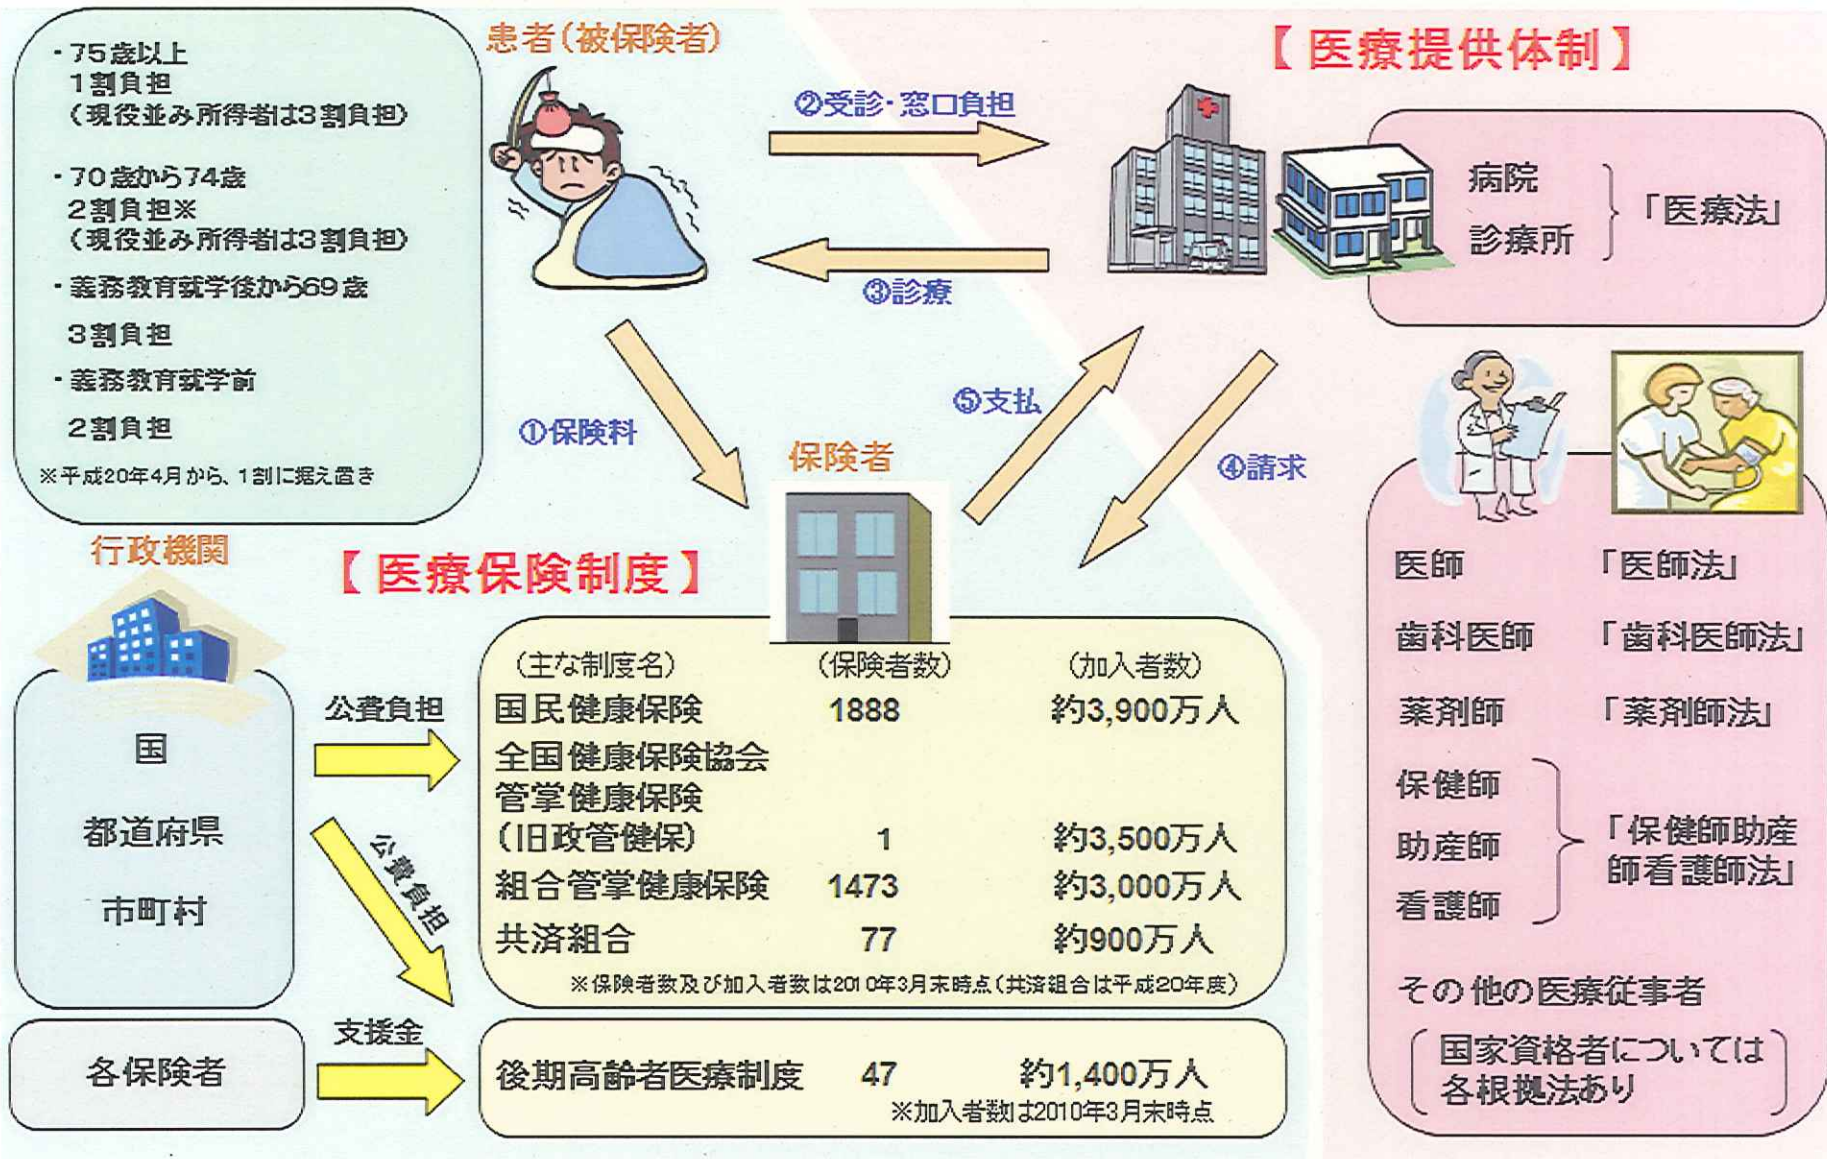 ・75歳以上
1割負担
(現役並み所得者は3割負担)
・70歳から74歳
2割負担※
(現役並み所得者は3割負担)
・義務教育就学後から69歳
3割負担
・義務教育就学前
2割負担
※平成20年4月から、1割に据え置き
患者(被保険者)
②受診・窓口負担
③診療
①保険料
⑤支払
④請求
【医療提供体制】
病院
診療所
「医療法」
保険者
行政機関
【医療保険制度】
国
都道府県
市町村
公費負担
公費負担
(主な制度名) (保険者数) (加入者数)
国民健康保険 1888 約3,900万人
全国健康保険協会
管掌健康保険
(旧政管健保) 1 約3,500万人
組合管掌健康保険 1473 約3,000万人
共済組合 77 約900万人
※保険者数及び加入者数は2010年3月末時点(共済組合は平成20年度)
各保険者
支援金
後期高齢者医療制度 47 約1,400万人
※加入者数は2010年3月末時点
医師 「医師法」
歯科医師 「歯科医師法」
薬剤師 「薬剤師法」
保健師
助産師
看護師
「保健師助産
師看護師法」
その他の医療従事者
国家資格者については
各根拠法あり